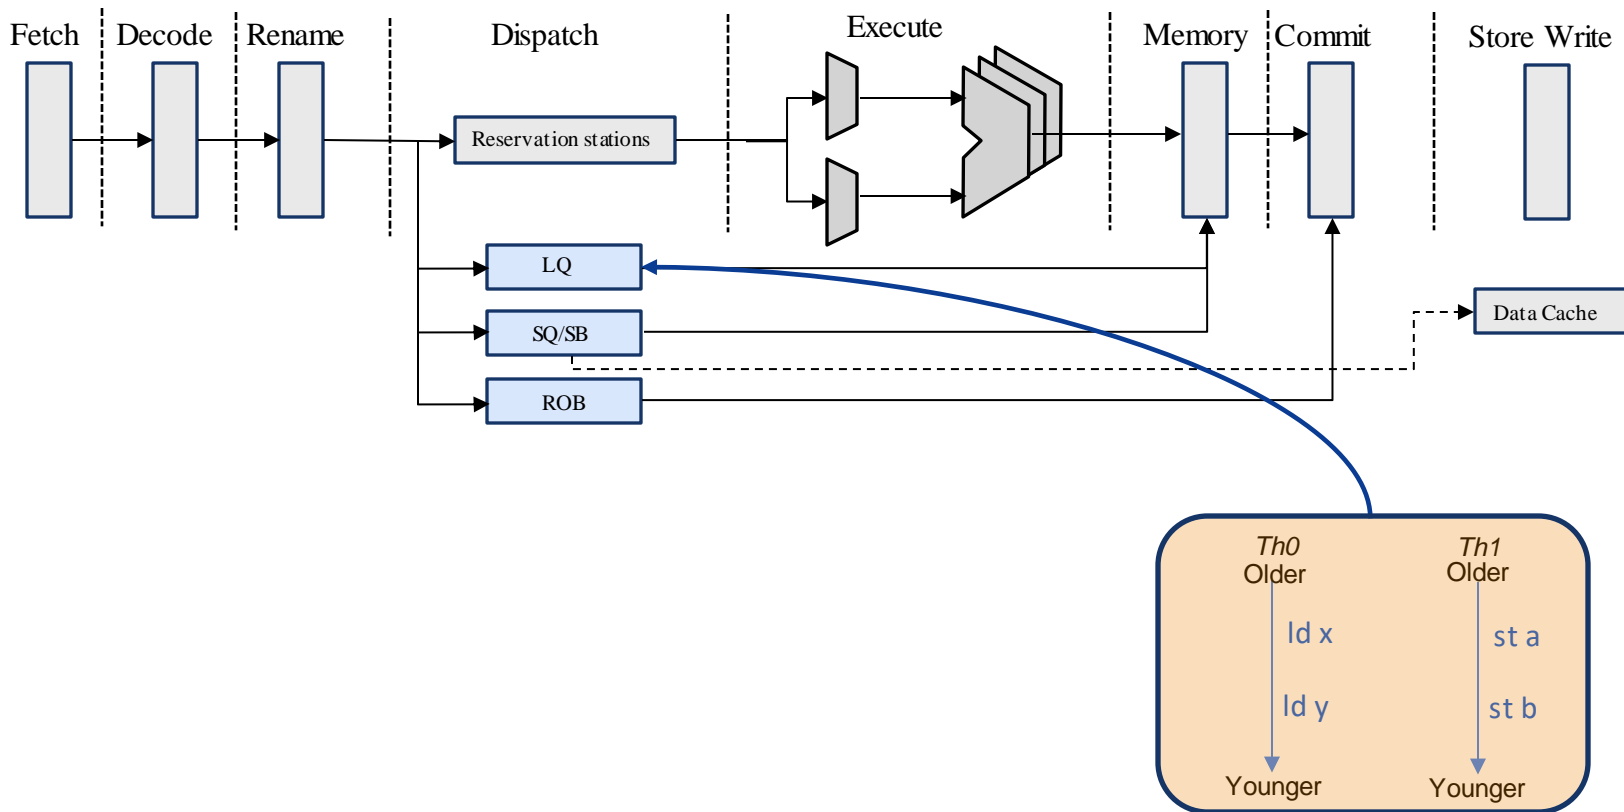 Fetch
Decode
Rename
Dispatch
Execute
Memory
Commit
Store Write
Reservation stations
LQ
SQ/SB
ROB
Data Cache
Th0
Older
ld x
ld y
Younger
Th1
Older
st a
st b
Younger